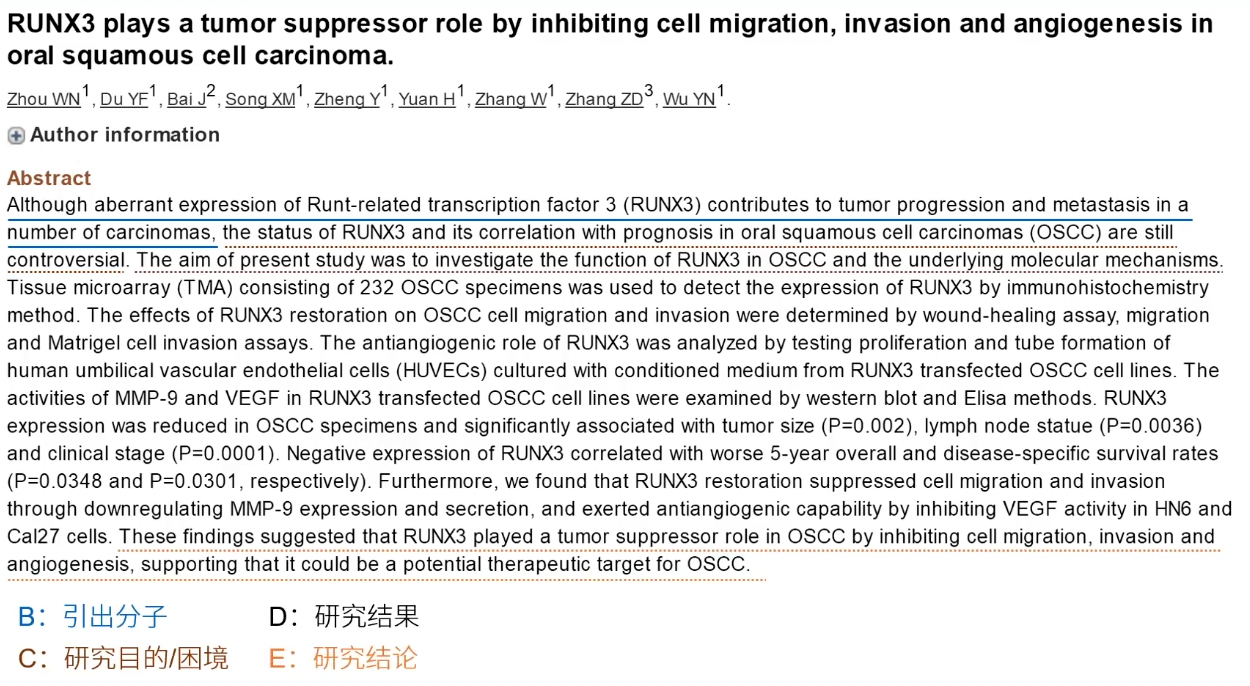 RUNX3 plays a tumor suppressor role by inhibiting cell migration, invasion and angiogenesis in
oral squamous cell carcinoma.
Zhou WN1, Du YF1, Bai J2, Song XM1, Zheng Y1, Yuan H1, Zhang W1, Zhang ZD3, Wu YN1.
Author information
Abstract
Although aberrant expression of Runt-related transcription factor 3 (RUNX3) contributes to tumor progression and metastasis in a
number of carcinomas, the status of RUNX3 and its correlation with prognosis in oral squamous cell carcinomas (OSCC) are still
controversial. The aim of present study was to investigate the function of RUNX3 in OSCC and the underlying molecular mechanisms.
Tissue microarray (TMA) consisting of 232 OSCC specimens was used to detect the expression of RUNX3 by immunohistochemistry
method. The effects of RUNX3 restoration on OSCC cell migration and invasion were determined by wound-healing assay, migration
and Matrigel cell invasion assays. The antiangiogenic role of RUNX3 was analyzed by testing proliferation and tube formation of
human umbilical vascular endothelial cells (HUVECs) cultured with conditioned medium from RUNX3 transfected OSCC cell lines. The
activities of MMP-9 and VEGF in RUNX3 transfected OSCC cell lines were examined by western blot and Elisa methods. RUNX3
expression was reduced in OSCC specimens and significantly associated with tumor size (P=0.002), lymph node statue (P=0.0036)
and clinical stage (P=0.0001). Negative expression of RUNX3 correlated with worse 5-year overall and disease-specific survival rates
(P=0.0348 and P=0.0301, respectively). Furthermore, we found that RUNX3 restoration suppressed cell migration and invasion
through downregulating MMP-9 expression and secretion, and exerted antiangiogenic capability by inhibiting VEGF activity in HN6 and
Cal27 cells. These findings suggested that RUNX3 played a tumor suppressor role in OSCC by inhibiting cell migration, invasion and
angiogenesis, supporting that it could be a potential therapeutic target for OSCC.
B：引出分子 D：研究结果
C：研究目的/困境 E：研究结论